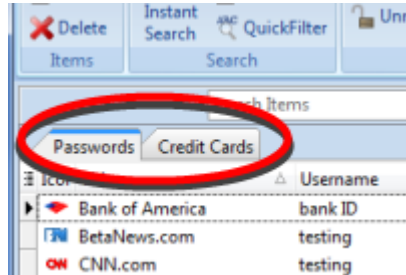 Delete
Instant
Search
QuickFilter
Items
Search
Items
Passwords
Credit Cards
Username
Bank of America
bank ID
BetaNews.com
testing
CNN.com
testing